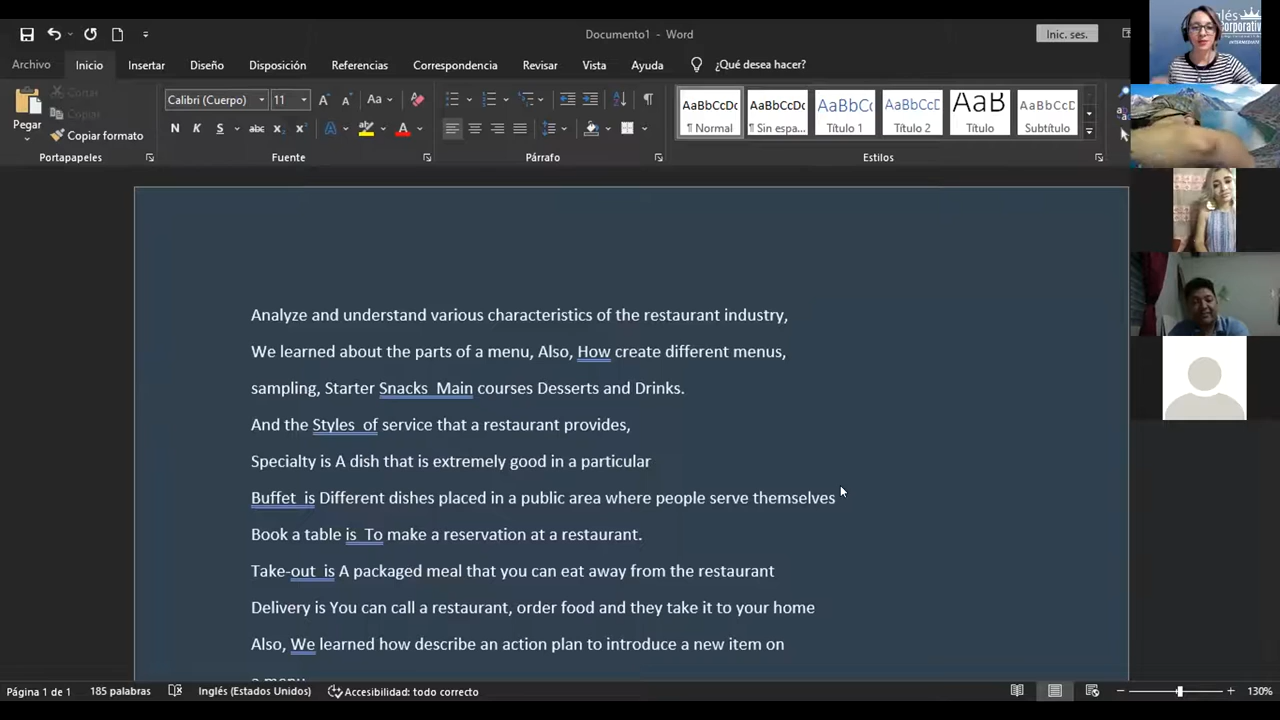 Documento1 - Word
Inic. ses.
Archivo Inicio Insertar Diseño Disposición Referencias Correspondencia Revisar Vista Ayuda ¿Qué desea hacer?
Pegar
Cortar
Copiar
Copiar formato
Portapapeles
Calibri (Cuerpo) 11
N K S abc x₂ x²
Fuente
Párrafo
AaBbCcDc AaBbCcDc AaBbC AaBbCcD AaB AaBbCcD
¶ Normal ¶ Sin espa... Título 1 Título 2 Título Subtítulo
Estilos
Analyze and understand various characteristics of the restaurant industry,
We learned about the parts of a menu, Also, How create different menus,
sampling, Starter Snacks  Main courses Desserts and Drinks.
And the Styles  of service that a restaurant provides,
Specialty is A dish that is extremely good in a particular
Buffet  is Different dishes placed in a public area where people serve themselves
Book a table is  To make a reservation at a restaurant.
Take-out  is A packaged meal that you can eat away from the restaurant
Delivery is You can call a restaurant, order food and they take it to your home
Also, We learned how describe an action plan to introduce a new item on
a menu
Página 1 de 1 185 palabras Inglés (Estados Unidos) Accesibilidad: todo correcto 130%